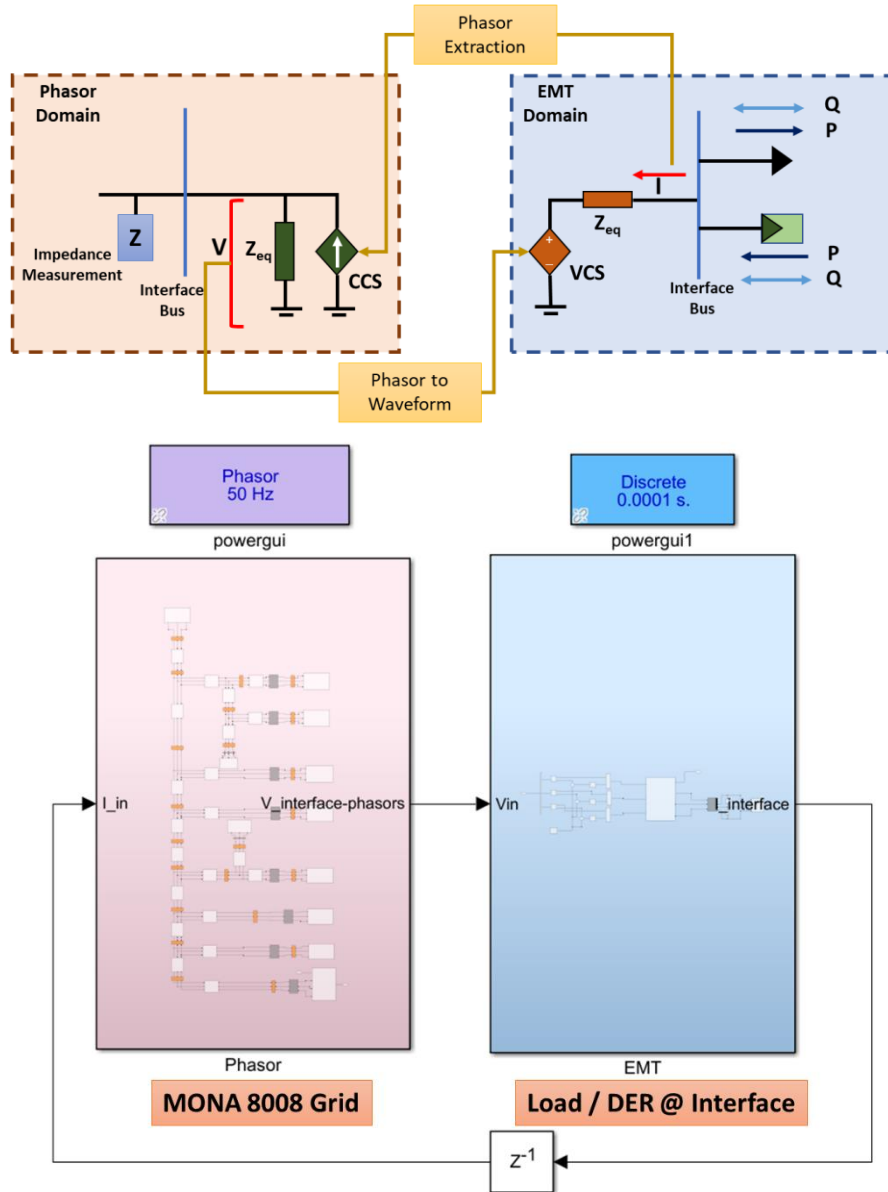 Phasor
Extraction
Phasor
Domain
EMT
Domain
Q
P
Z
V
Z_eq
I
Z_eq
Impedance
Measurement
Interface
Bus
CCS
+
–
VCS
Interface
Bus
P
Q
Phasor to
Waveform
Phasor
50 Hz
powergui
Discrete
0.0001 s.
powergui1
I_in
V_interface-phasors
Vin
I_interface
Phasor
EMT
MONA 8008 Grid
Load / DER @ Interface
Z⁻¹